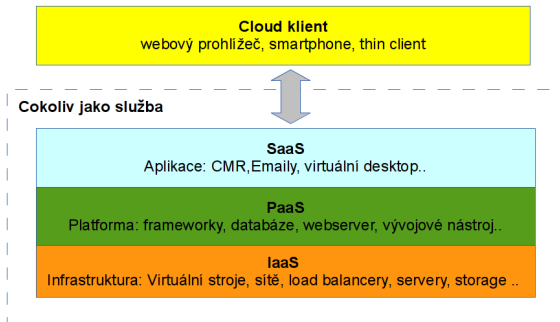 Cloud klient
webový prohlížeč, smartphone, thin client
Cokoliv jako služba
SaaS
Aplikace: CMR,Emaily, virtuální desktop..
PaaS
Platforma: frameworky, databáze, webserver, vývojové nástroj..
IaaS
Infrastruktura: Virtuální stroje, sítě, load balancery, servery, storage ..